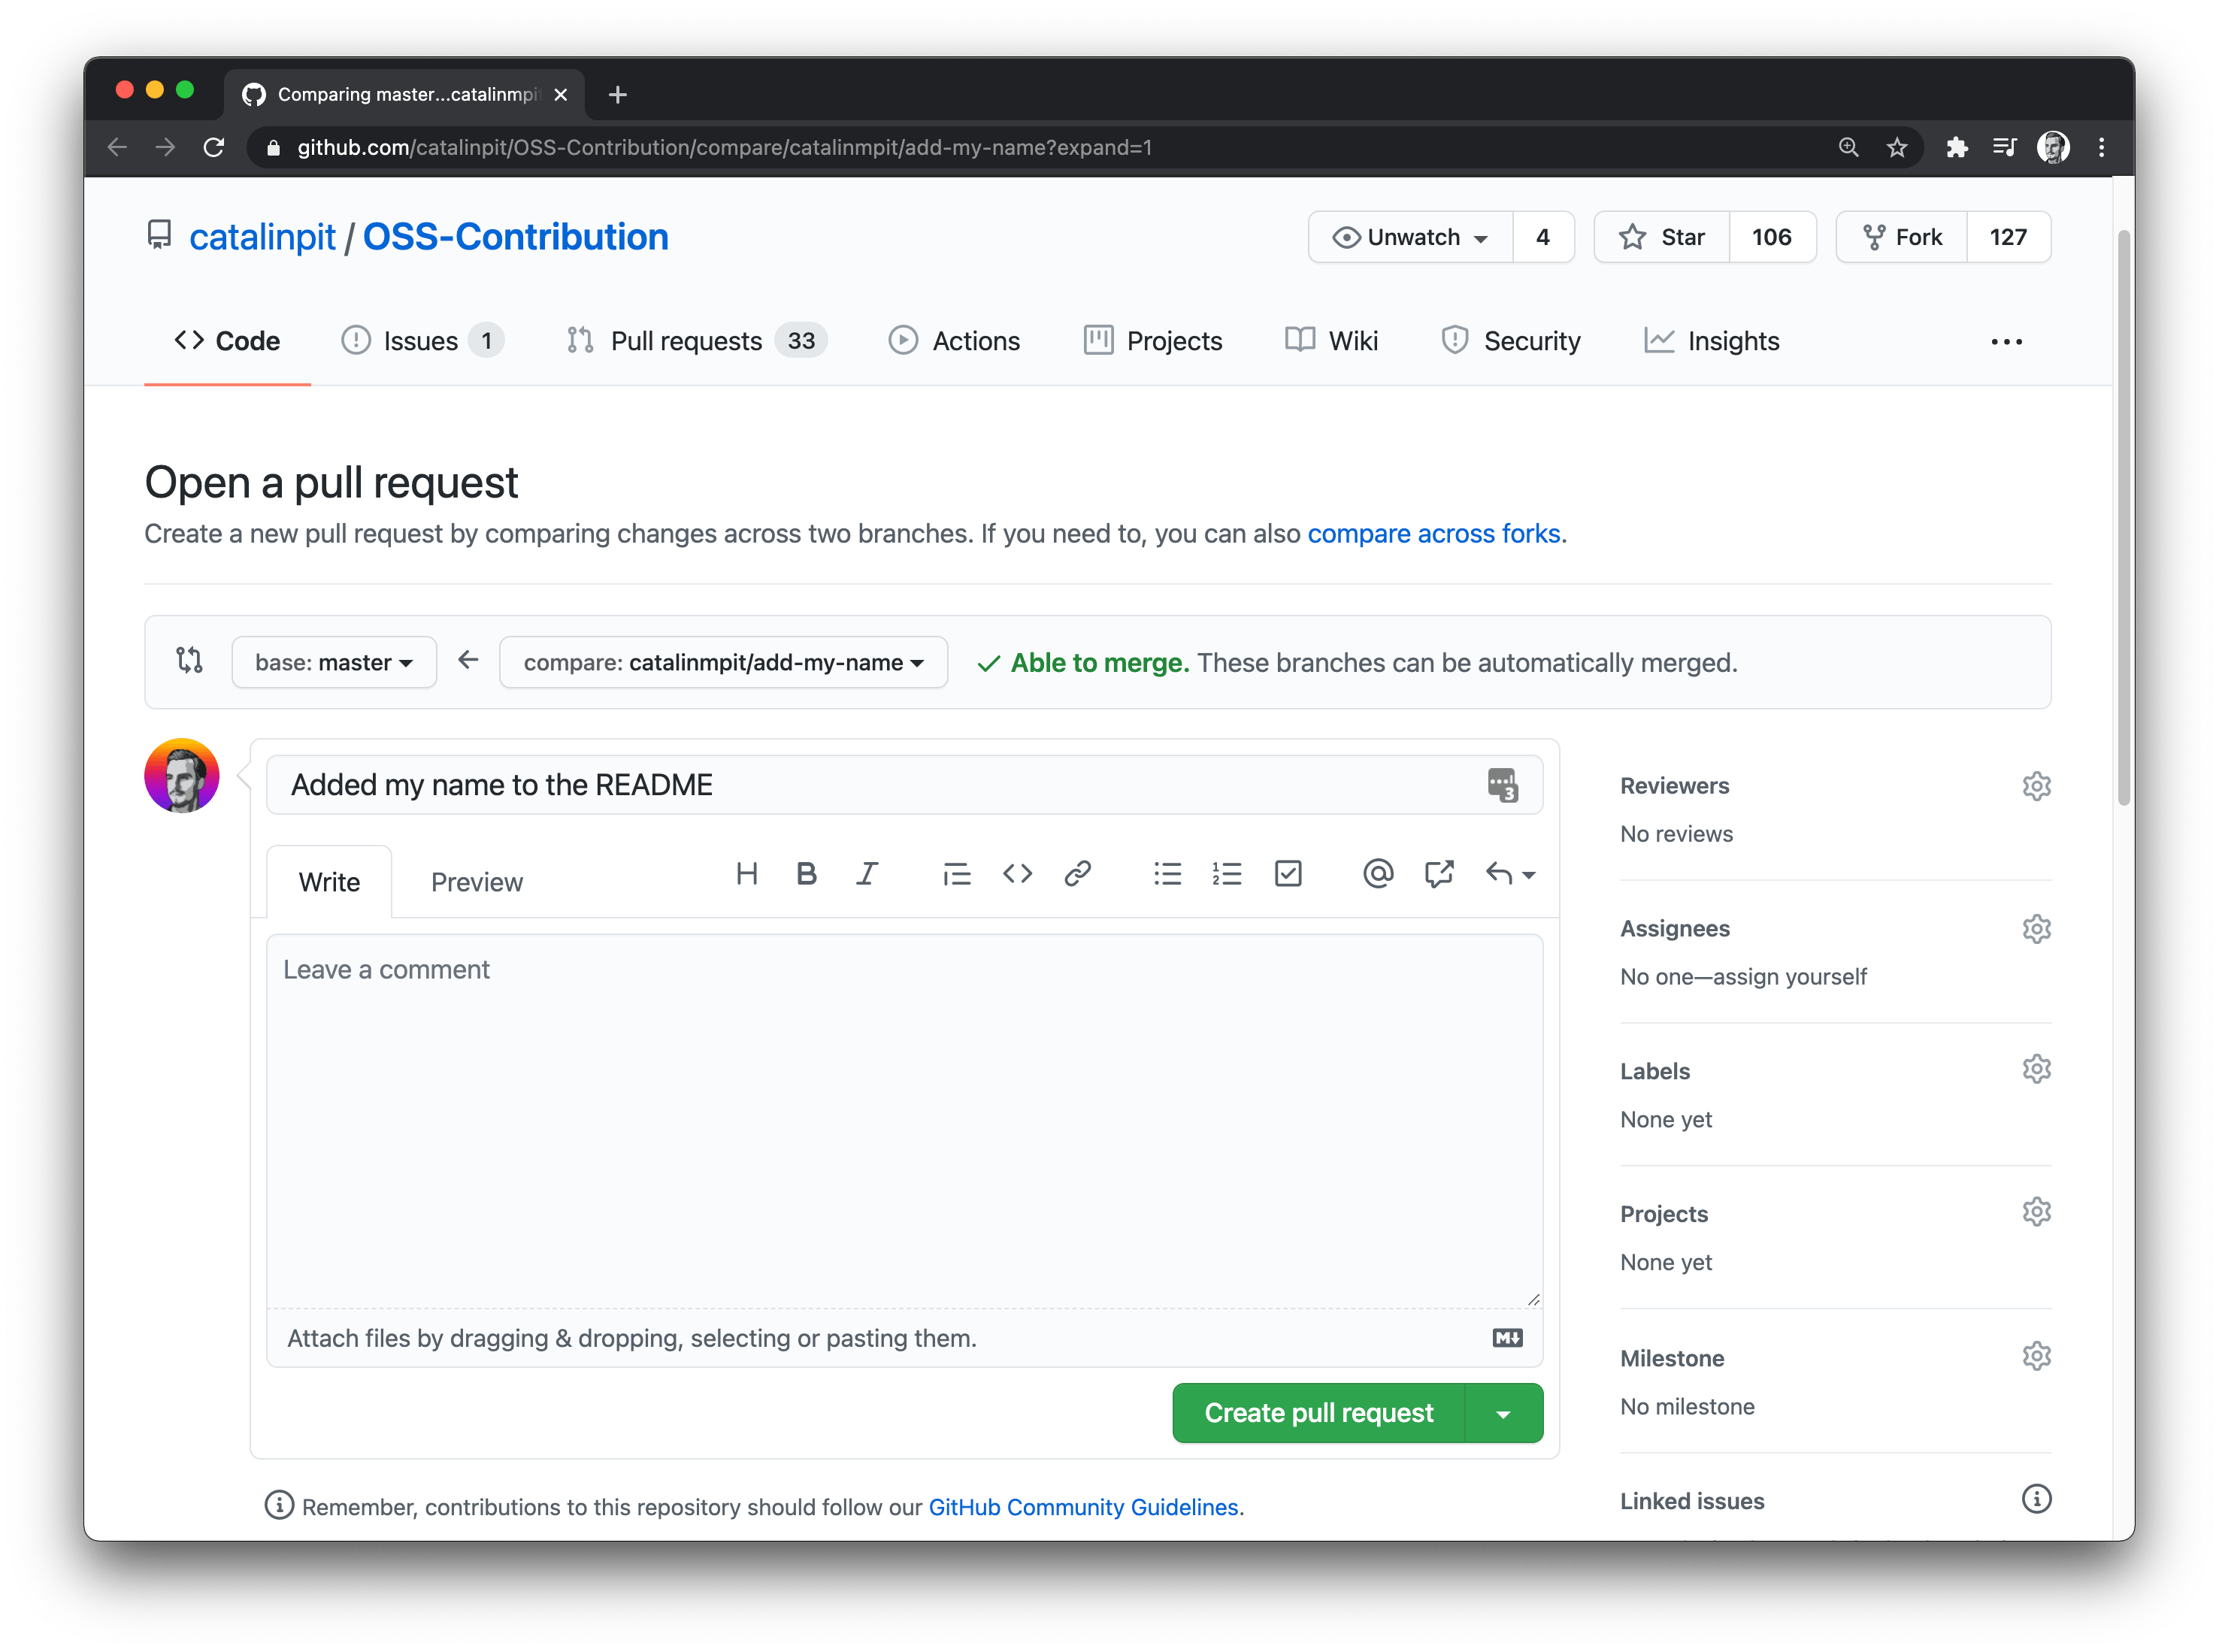 Comparing master...catalinmpi
github.com/catalinpit/OSS-Contribution/compare/catalinmpit/add-my-name?expand=1
catalinpit / OSS-Contribution
Unwatch 4 Star 106 Fork 127
Code Issues 1 Pull requests 33 Actions Projects Wiki Security Insights
Open a pull request
Create a new pull request by comparing changes across two branches. If you need to, you can also compare across forks.
base: master compare: catalinmpit/add-my-name Able to merge. These branches can be automatically merged.
Added my name to the README
3
Write Preview
Leave a comment
Attach files by dragging & dropping, selecting or pasting them.
Create pull request
Remember, contributions to this repository should follow our GitHub Community Guidelines.
Reviewers
No reviews
Assignees
No one—assign yourself
Labels
None yet
Projects
None yet
Milestone
No milestone
Linked issues